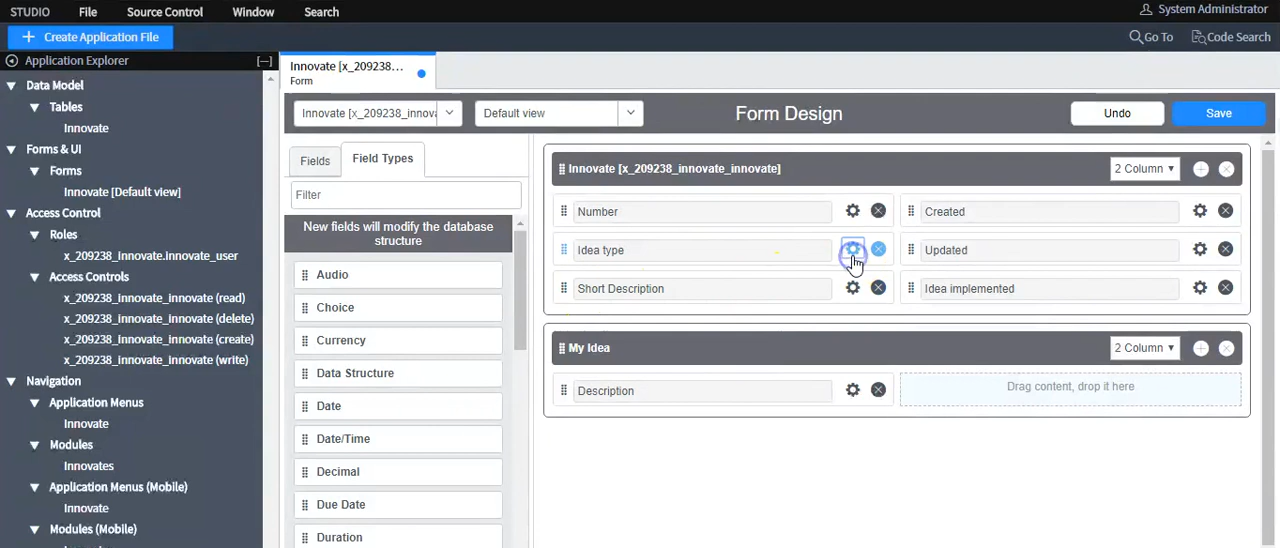 STUDIO File Source Control Window Search System Administrator
+ Create Application File Go To Code Search
Application Explorer [—]
Data Model
Tables
Innovate
Forms & UI
Forms
Innovate [Default view]
Access Control
Roles
x_209238_innovate.innovate_user
Access Controls
x_209238_innovate_innovate (read)
x_209238_innovate_innovate (delete)
x_209238_innovate_innovate (create)
x_209238_innovate_innovate (write)
Navigation
Application Menus
Innovate
Modules
Innovates
Application Menus (Mobile)
Innovate
Modules (Mobile)
Innovate [x_209238...
Form
Innovate [x_209238_innova Default view Form Design Undo Save
Fields Field Types
Filter
New fields will modify the database
structure
Audio
Choice
Currency
Data Structure
Date
Date/Time
Decimal
Due Date
Duration
Innovate [x_209238_innovate_innovate] 2 Column
Number Created
Idea type Updated
Short Description Idea implemented
My Idea 2 Column
Description Drag content, drop it here